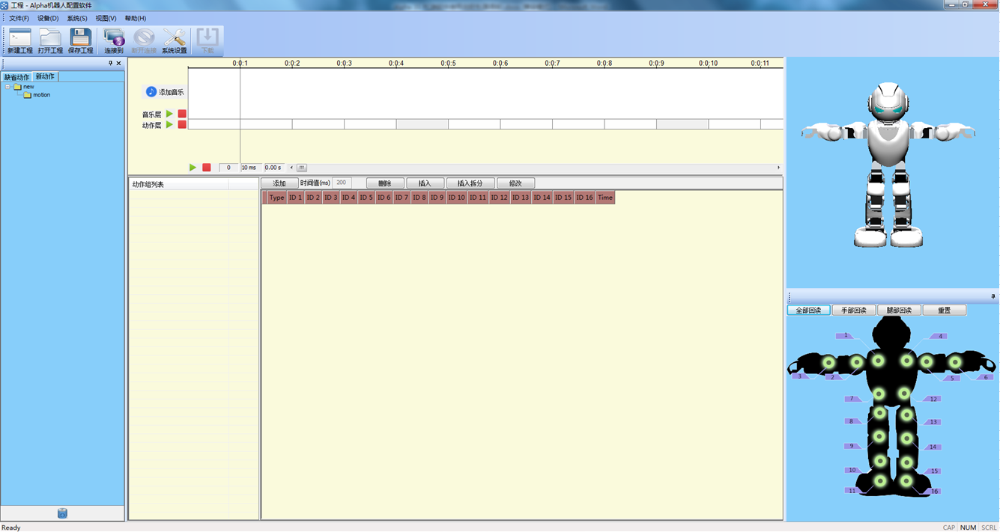 工程 - Alpha机器人配置软件
文件(F) 设备(D) 系统(S) 视图(V) 帮助(H)
新建工程 打开工程 保存工程 连接到 断开连接 系统设置 下载
缺省动作 新动作
new
motion
0:0:1 0:0:2 0:0:3 0:0:4 0:0:5 0:0:6 0:0:7 0:0:8 0:0:9 0:0:10 0:0:11
添加音乐
音乐层
动作层
0 10 ms 0.00 s
动作组列表
添加 时间值(ms) 200 删除 插入 插入拆分 修改
Type ID 1 ID 2 ID 3 ID 4 ID 5 ID 6 ID 7 ID 8 ID 9 ID 10 ID 11 ID 12 ID 13 ID 14 ID 15 ID 16 Time
全部回读 手部回读 腿部回读 重置
1 4
3 2 5 6
7 12
8 13
9 14
10 15
11 16
Ready
CAP NUM SCRL